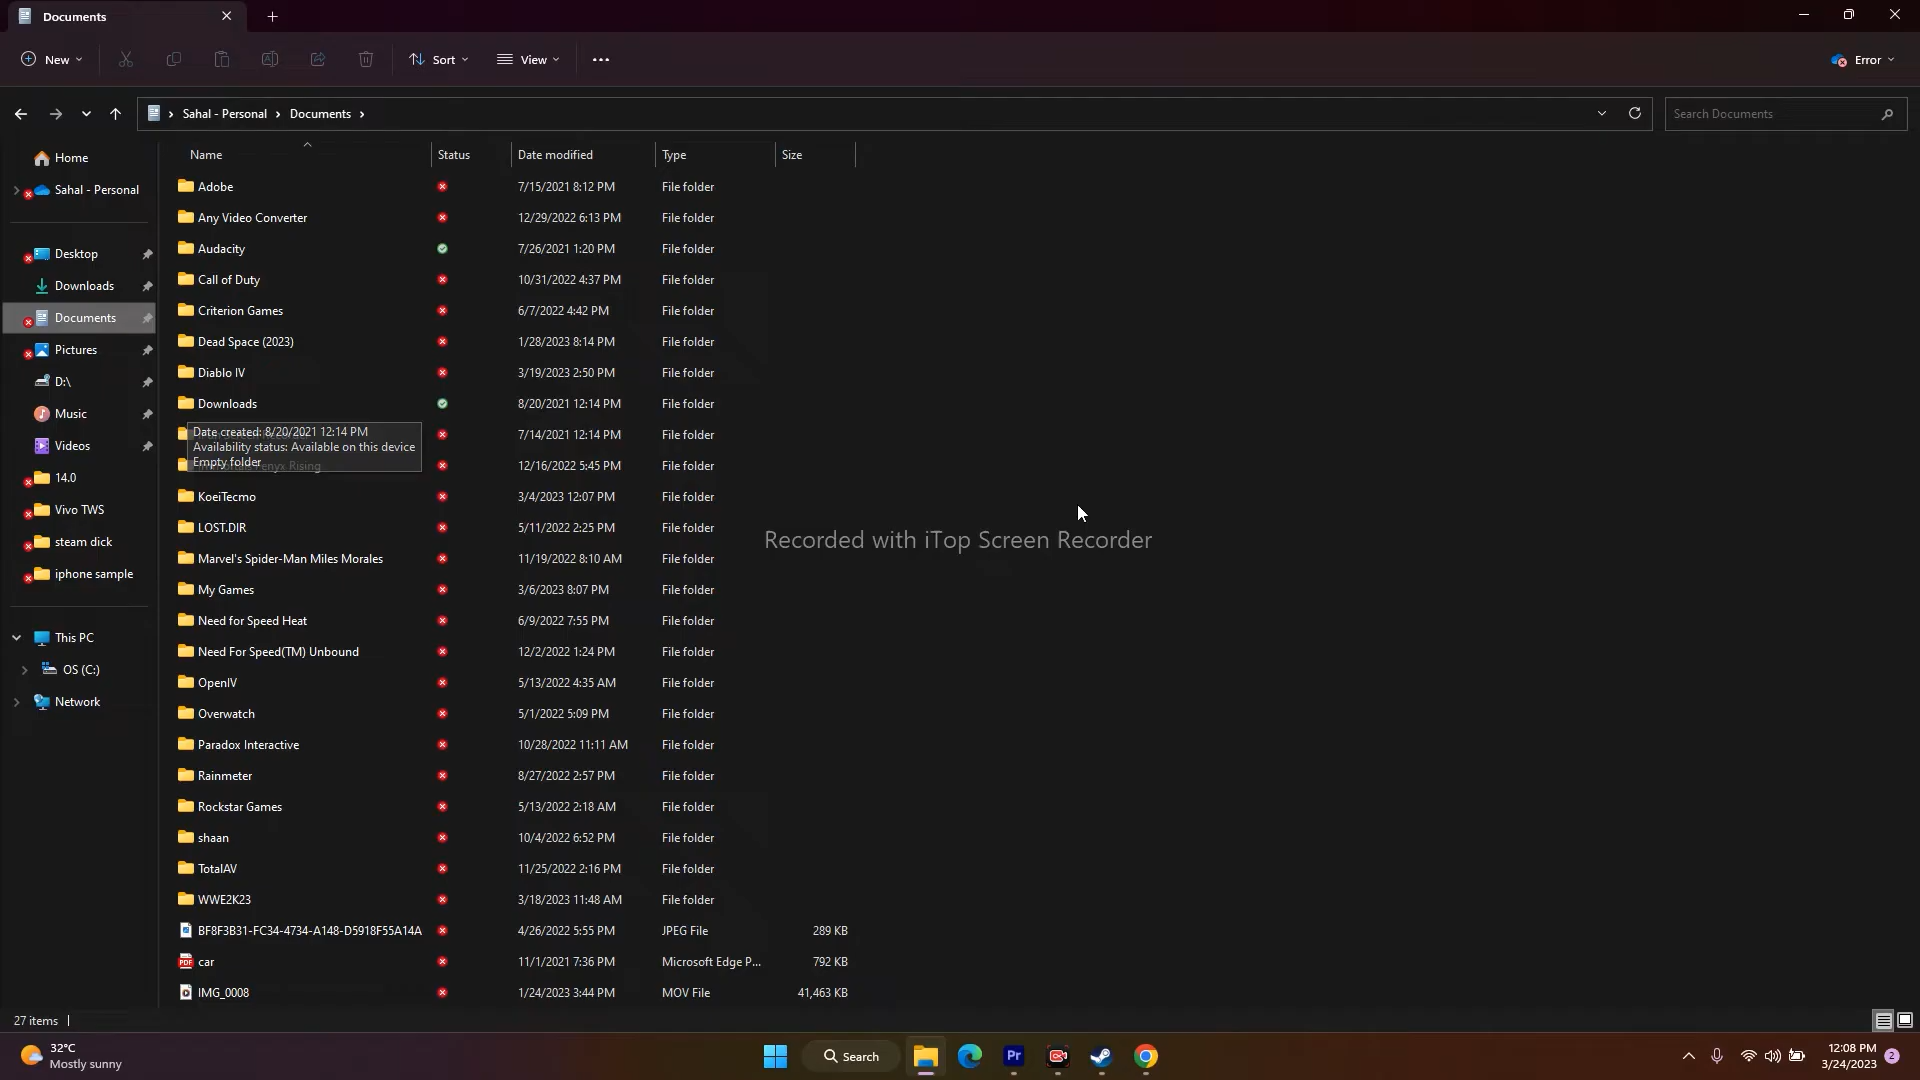 Documents
New
Sort
View
Error
Sahal - Personal
Documents
Search Documents
Home
Sahal - Personal
Desktop
Downloads
Documents
Pictures
D:\
Music
Videos
14.0
Vivo TWS
steam dick
iphone sample
This PC
OS (C:)
Network
Name Status Date modified Type Size
Adobe 7/15/2021 8:12 PM File folder
Any Video Converter 12/29/2022 6:13 PM File folder
Audacity 7/26/2021 1:20 PM File folder
Call of Duty 10/31/2022 4:37 PM File folder
Criterion Games 6/7/2022 4:42 PM File folder
Dead Space (2023) 1/28/2023 8:14 PM File folder
Diablo IV 3/19/2023 2:50 PM File folder
Downloads 8/20/2021 12:14 PM File folder
Date created: 8/20/2021 12:14 PM
Availability status: Available on this device
Empty folder
7/14/2021 12:14 PM File folder
Fenyx Rising 12/16/2022 5:45 PM File folder
KoeiTecmo 3/4/2023 12:07 PM File folder
LOST.DIR 5/11/2022 2:25 PM File folder
Marvel's Spider-Man Miles Morales 11/19/2022 8:10 AM File folder
My Games 3/6/2023 8:07 PM File folder
Need for Speed Heat 6/9/2022 7:55 PM File folder
Need For Speed(TM) Unbound 12/2/2022 1:24 PM File folder
OpenIV 5/13/2022 4:35 AM File folder
Overwatch 5/1/2022 5:09 PM File folder
Paradox Interactive 10/28/2022 11:11 AM File folder
Rainmeter 8/27/2022 2:57 PM File folder
Rockstar Games 5/13/2022 2:18 AM File folder
shaan 10/4/2022 6:52 PM File folder
TotalAV 11/25/2022 2:16 PM File folder
WWE2K23 3/18/2023 11:48 AM File folder
BF8F3B31-FC34-4734-A148-D5918F55A14A 4/26/2022 5:55 PM JPEG File 289 KB
PDF car 11/1/2021 7:36 PM Microsoft Edge P... 792 KB
IMG_0008 1/24/2023 3:44 PM MOV File 41,463 KB
Recorded with iTop Screen Recorder
27 items
32°C
Mostly sunny
Search
Pr
12:08 PM
3/24/2023
2